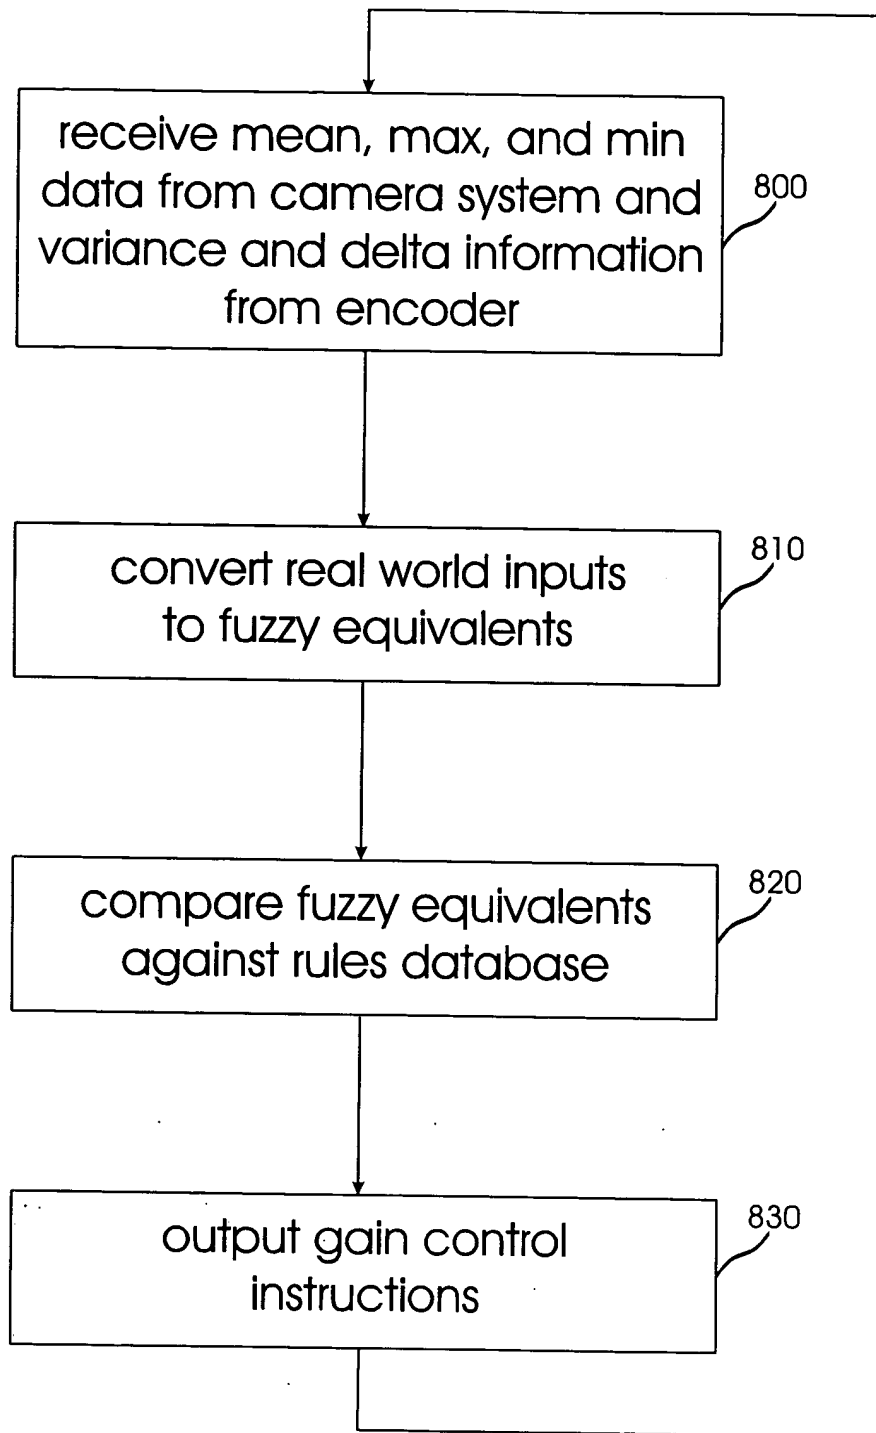 receive mean, max, and min
data from camera system and
variance and delta information
from encoder
800
convert real world inputs
to fuzzy equivalents
810
compare fuzzy equivalents
against rules database
820
output gain control
instructions
830